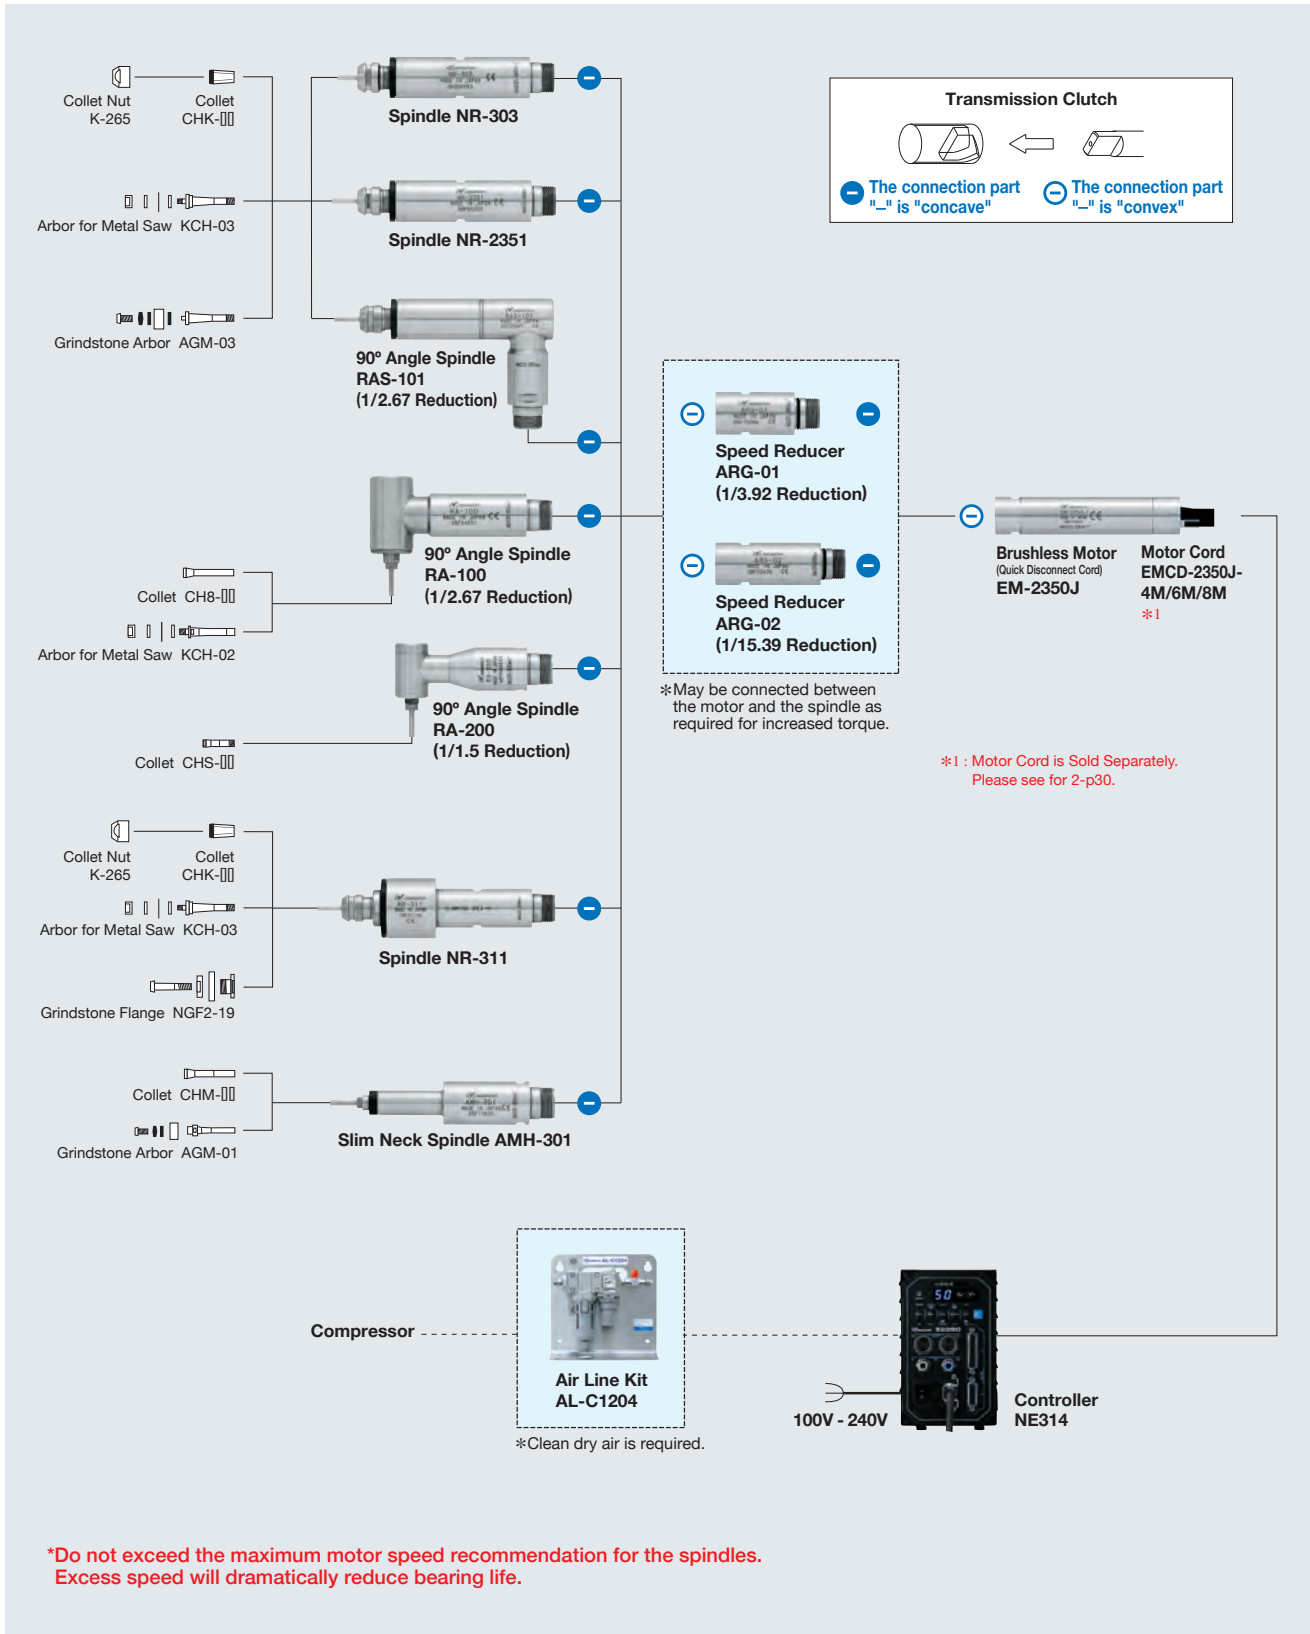 Collet Nut
K-265
Collet
CHK-▯▯
Spindle NR-303
Transmission Clutch
The connection part
"–" is "concave"
The connection part
"–" is "convex"
Arbor for Metal Saw KCH-03
Spindle NR-2351
Grindstone Arbor AGM-03
90º Angle Spindle
RAS-101
(1/2.67 Reduction)
Speed Reducer
ARG-01
(1/3.92 Reduction)
90º Angle Spindle
RA-100
(1/2.67 Reduction)
Brushless Motor
(Quick Disconnect Cord)
EM-2350J
Motor Cord
EMCD-2350J-
4M/6M/8M
*1
Collet CH8-▯▯
Arbor for Metal Saw KCH-02
Speed Reducer
ARG-02
(1/15.39 Reduction)
*May be connected between
the motor and the spindle as
required for increased torque.
90º Angle Spindle
RA-200
(1/1.5 Reduction)
Collet CHS-▯▯
*1 : Motor Cord is Sold Separately.
Please see for 2-p30.
Collet Nut
K-265
Collet
CHK-▯▯
Arbor for Metal Saw KCH-03
Spindle NR-311
Grindstone Flange NGF2-19
Collet CHM-▯▯
Slim Neck Spindle AMH-301
Grindstone Arbor AGM-01
Compressor
Air Line Kit
AL-C1204
*Clean dry air is required.
50
100V - 240V
Controller
NE314
*Do not exceed the maximum motor speed recommendation for the spindles.
Excess speed will dramatically reduce bearing life.